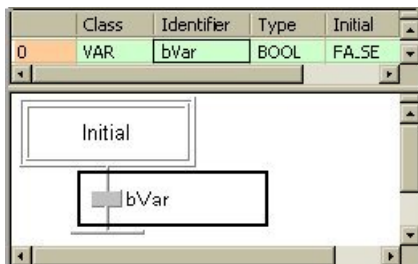 Class Identifier Type Initial
0 VAR bVar BOOL FALSE
Initial
bVar